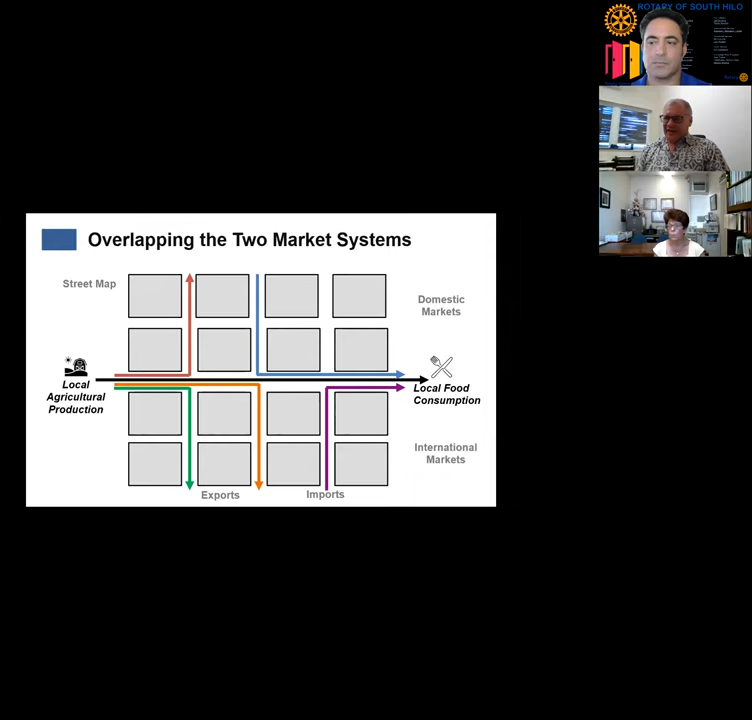 ROTARY OF SOUTH HILO
Overlapping the Two Market Systems
Street Map
Domestic
Markets
Local
Agricultural
Production
Local Food
Consumption
International
Markets
Exports
Imports